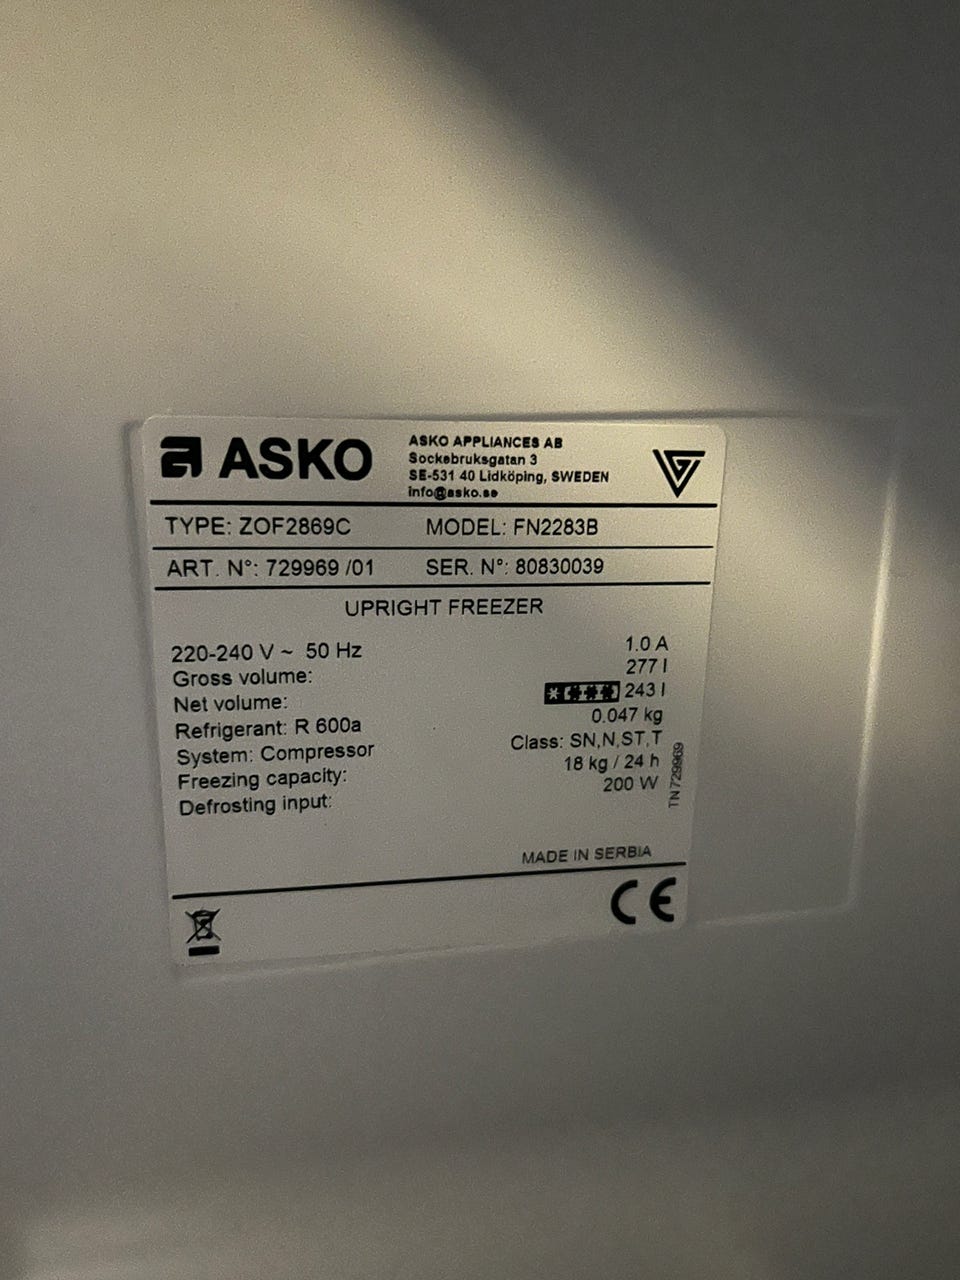 ASKO
ASKO APPLIANCES AB
Sockebruksgatan 3
SE-531 40 Lidköping, SWEDEN
info@asko.se
TYPE: ZOF2869C MODEL: FN2283B
ART. N°: 729969 /01 SER. N°: 80830039
UPRIGHT FREEZER
220-240 V ~ 50 Hz 1.0 A
Gross volume: 277 l
Net volume: 243 l
Refrigerant: R 600a 0.047 kg
System: Compressor Class: SN,N,ST,T
Freezing capacity: 18 kg / 24 h
Defrosting input: 200 W
TN729969
MADE IN SERBIA
CE